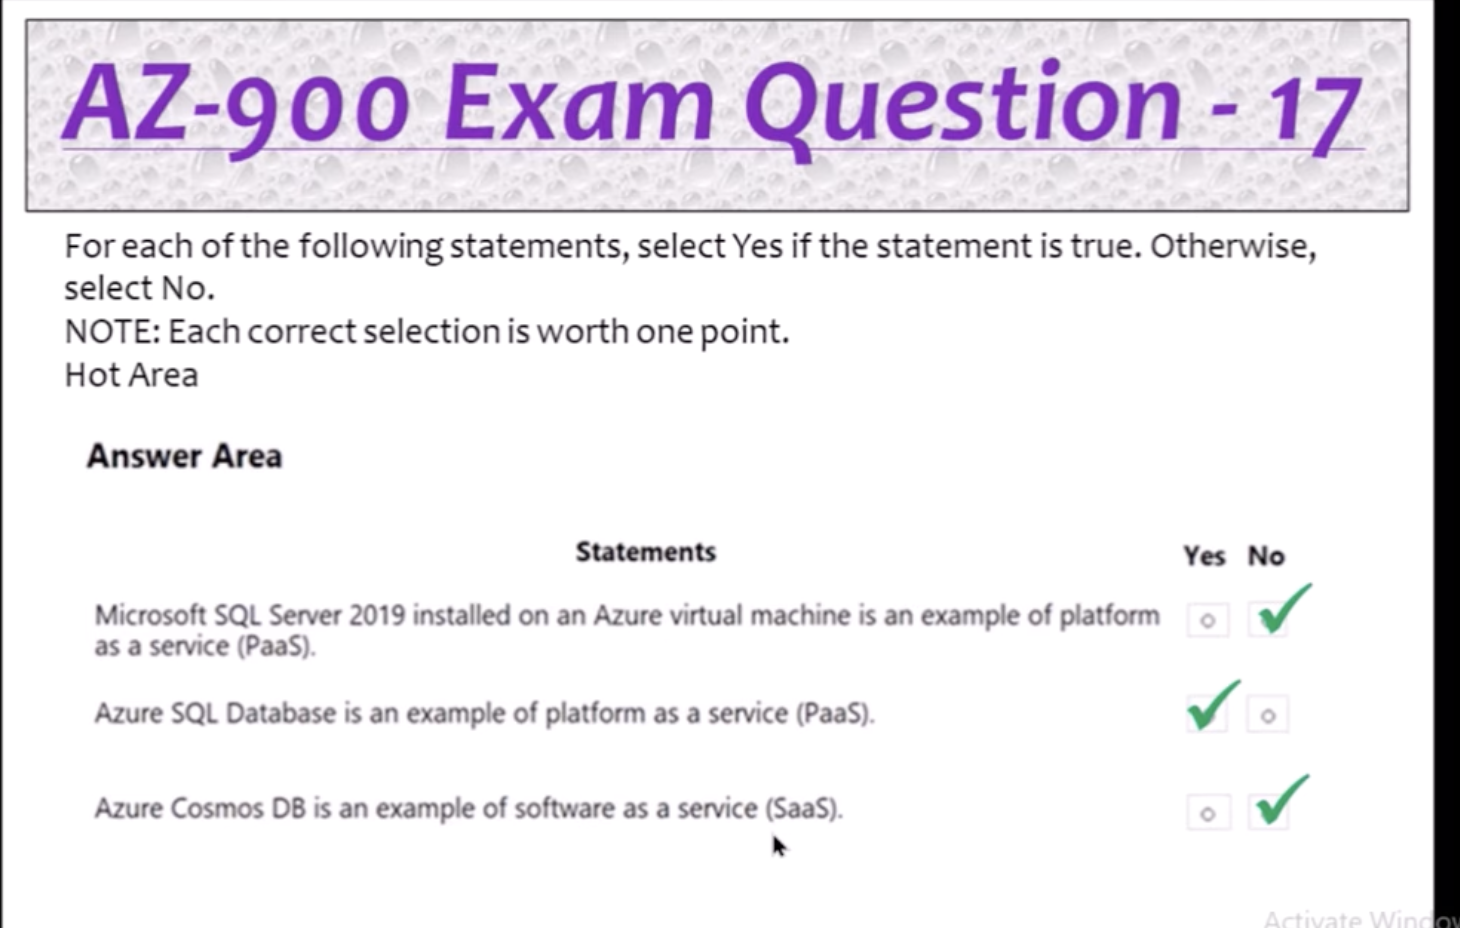 AZ-900 Exam Question - 17
For each of the following statements, select Yes if the statement is true. Otherwise,
select No.
NOTE: Each correct selection is worth one point.
Hot Area
Answer Area
Statements Yes No
Microsoft SQL Server 2019 installed on an Azure virtual machine is an example of platform
as a service (PaaS).
Azure SQL Database is an example of platform as a service (PaaS).
Azure Cosmos DB is an example of software as a service (SaaS).
Activate Window